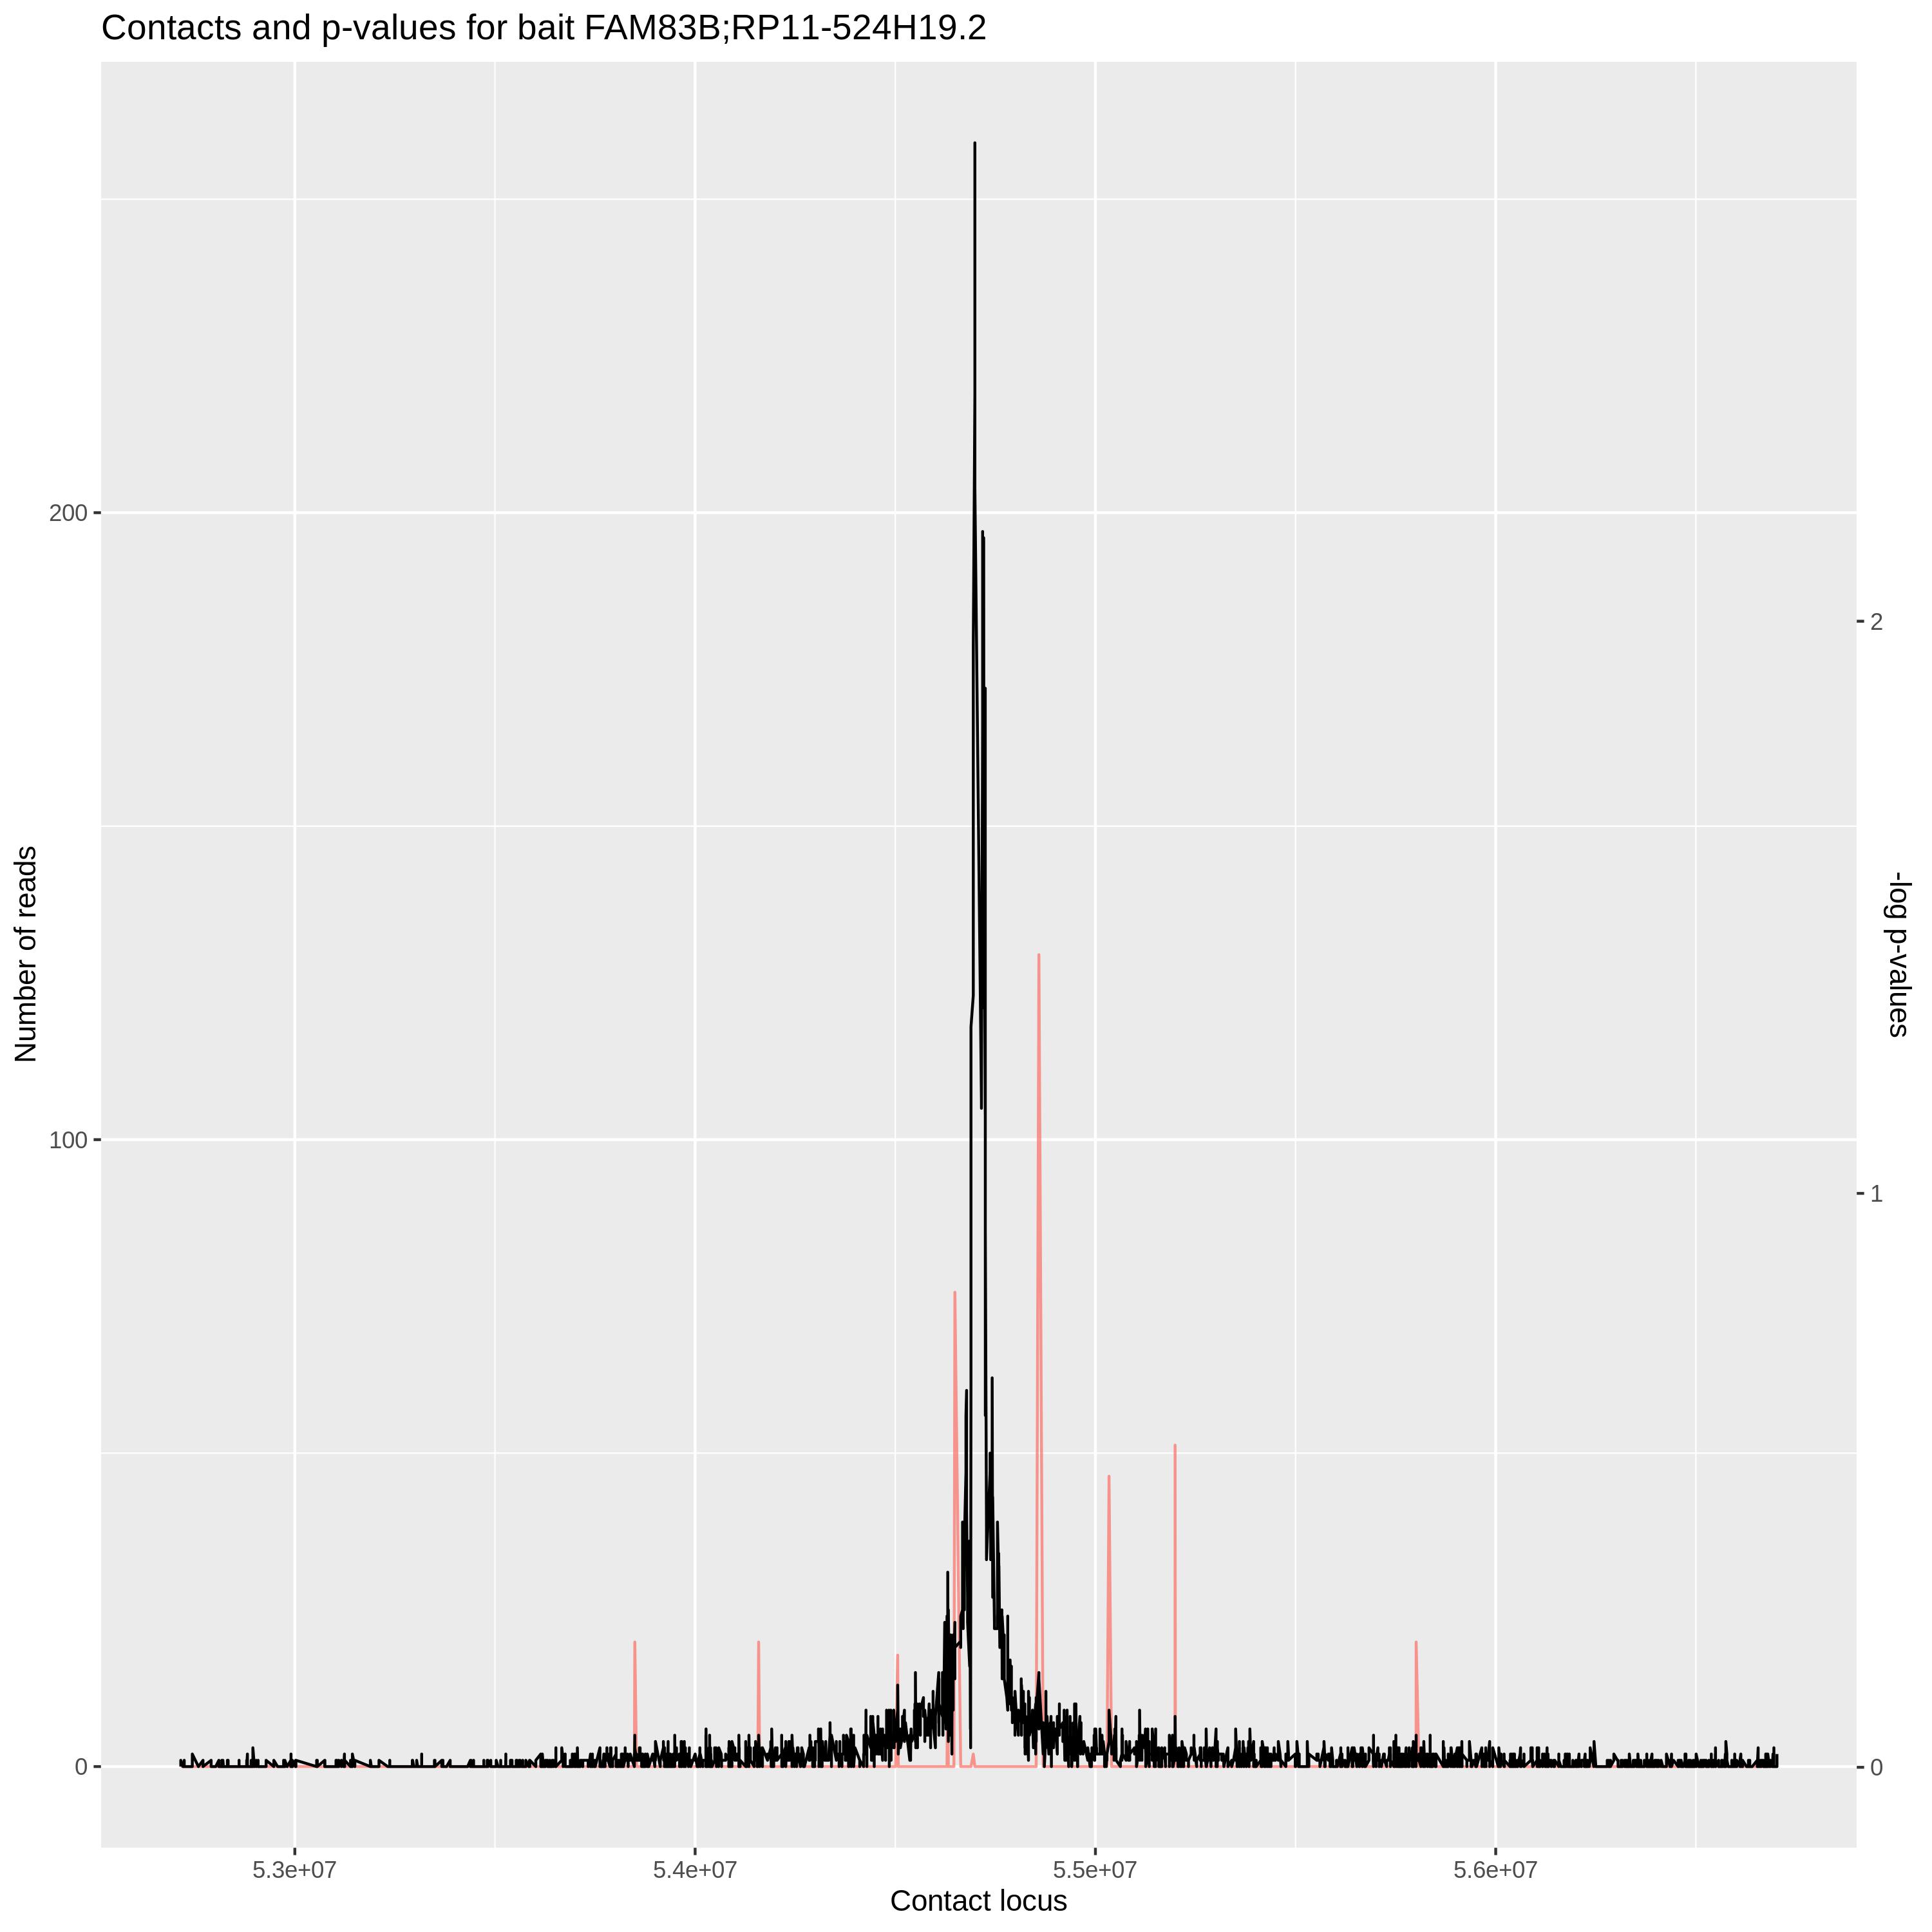 Contacts and p-values for bait FAM83B;RP11-524H19.2
Number of reads
200
100
0
2
1
0
-log p-values
5.3e+07 5.4e+07 5.5e+07 5.6e+07
Contact locus